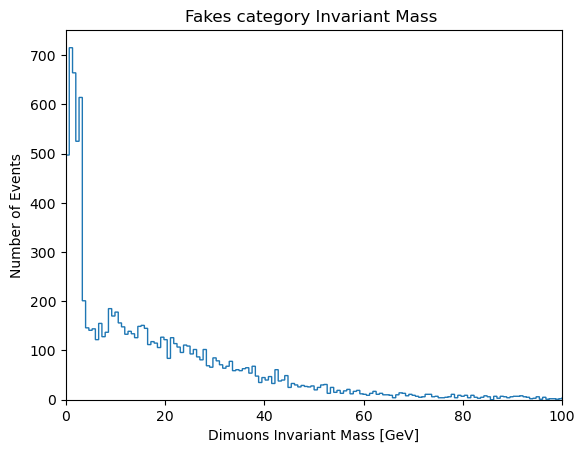 Fakes category Invariant Mass
700
600
500
400
300
200
100
0
Number of Events
0 20 40 60 80 100
Dimuons Invariant Mass [GeV]